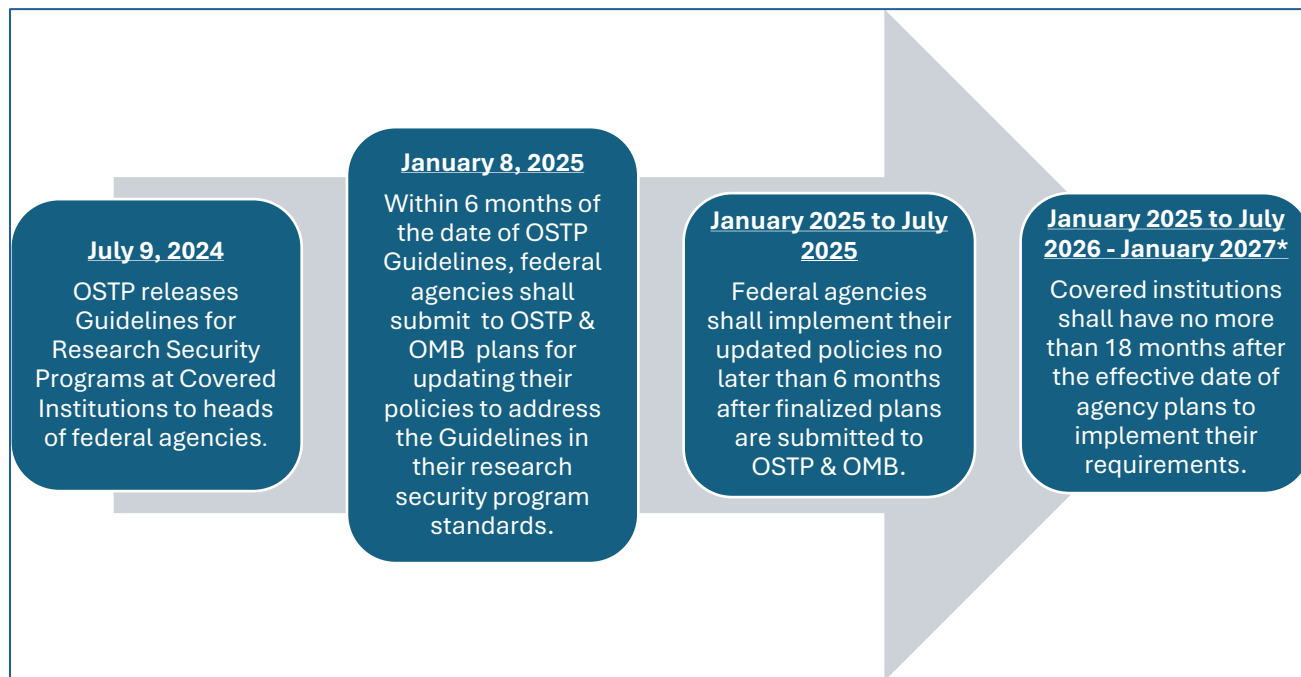 July 9, 2024
OSTP releases
Guidelines for
Research Security
Programs at Covered
Institutions to heads
of federal agencies.
January 8, 2025
Within 6 months of
the date of OSTP
Guidelines, federal
agencies shall
submit to OSTP &
OMB plans for
updating their
policies to address
the Guidelines in
their research
security program
standards.
January 2025 to July
2025
Federal agencies
shall implement their
updated policies no
later than 6 months
after finalized plans
are submitted to
OSTP & OMB.
January 2025 to July
2026 - January 2027*
Covered institutions
shall have no more
than 18 months after
the effective date of
agency plans to
implement their
requirements.